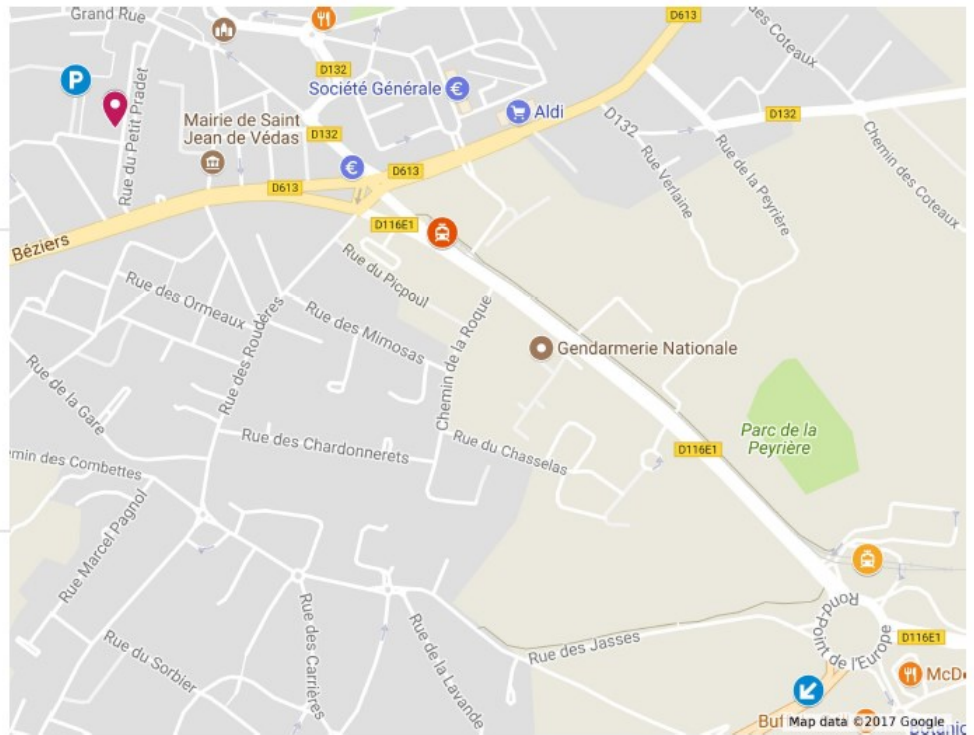 Grand Rue
D613
Rue des Coteaux
D132
Société Générale
€
Aldi
P
Rue du Petit Pradet
Mairie de Saint
Jean de Védas
D132
D132
D132
Chemin des Coteaux
Rue Verlaine
Rue de la Peyrière
€
D613
D613
Béziers
D116E1
Rue du Picpoul
Rue des Ormeaux
Rue des Mimosas
Rue des Roudères
Chemin de la Roque
Gendarmerie Nationale
Rue de la Gare
Rue des Chardonnerets
Rue du Chasselas
Parc de la
Peyrière
D116E1
emin des Combettes
Rue Marcel Pagnol
Rond-Point de l'Europe
D116E1
Rue des Jasses
Rue du Sorbier
Rue des Carrières
Rue de la Lavande
McD
Buf
Map data ©2017 Google